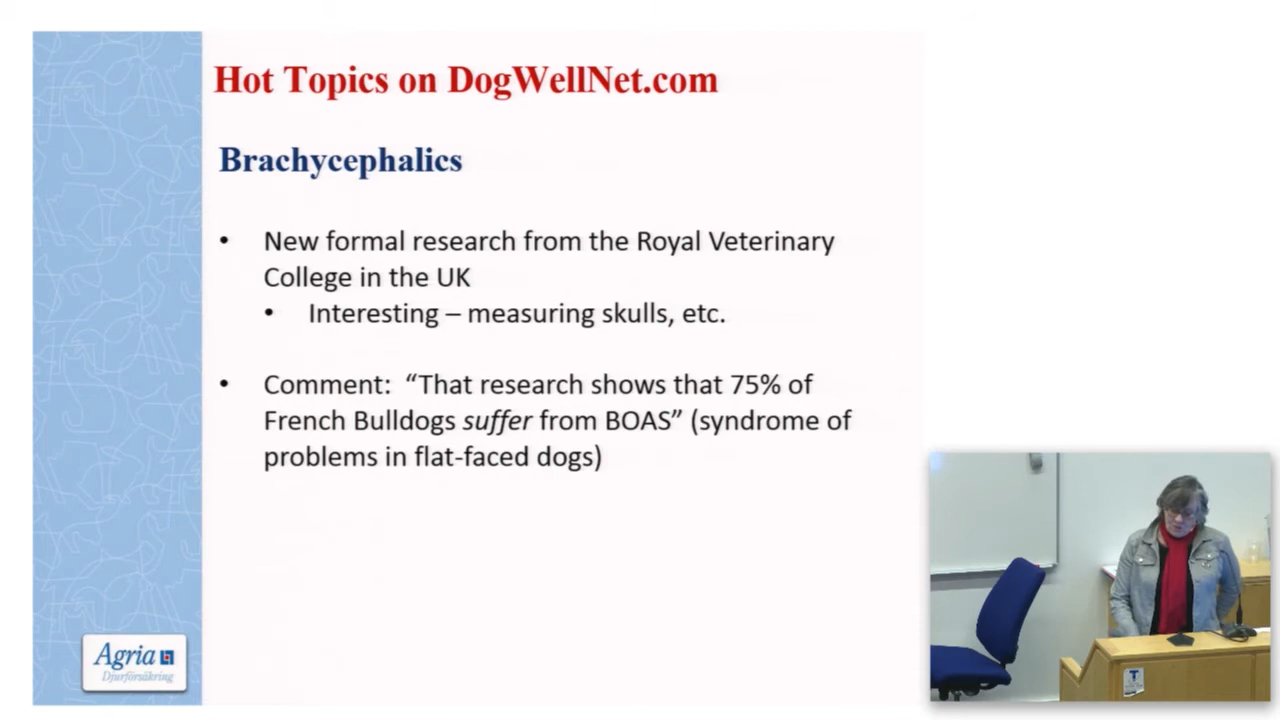 Hot Topics on DogWellNet.com
Brachycephalics
• New formal research from the Royal Veterinary
College in the UK
• Interesting – measuring skulls, etc.
• Comment: “That research shows that 75% of
French Bulldogs suffer from BOAS” (syndrome of
problems in flat-faced dogs)
Agria
Djurförsäkring
T